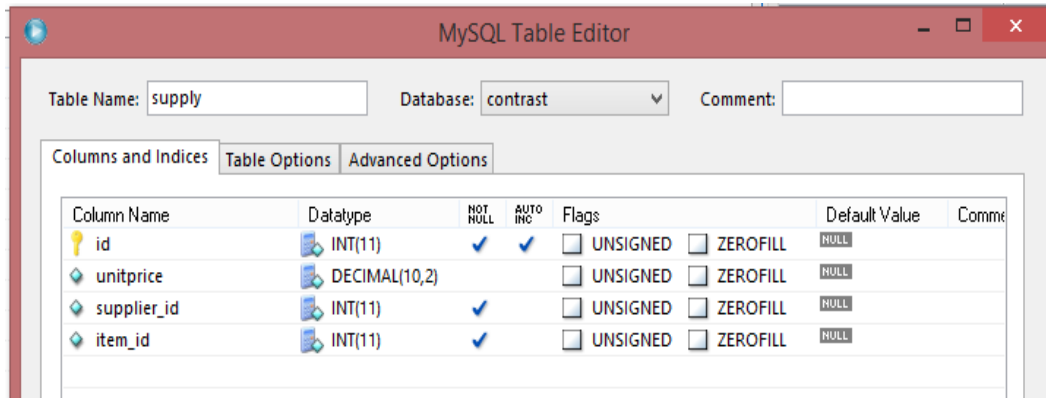 MySQL Table Editor
Table Name: supply Database: contrast Comment:
Columns and Indices Table Options Advanced Options
Column Name Datatype NOT NULL AUTO INC Flags Default Value Comme
id INT(11) UNSIGNED ZEROFILL NULL
unitprice DECIMAL(10,2) UNSIGNED ZEROFILL NULL
supplier_id INT(11) UNSIGNED ZEROFILL NULL
item_id INT(11) UNSIGNED ZEROFILL NULL